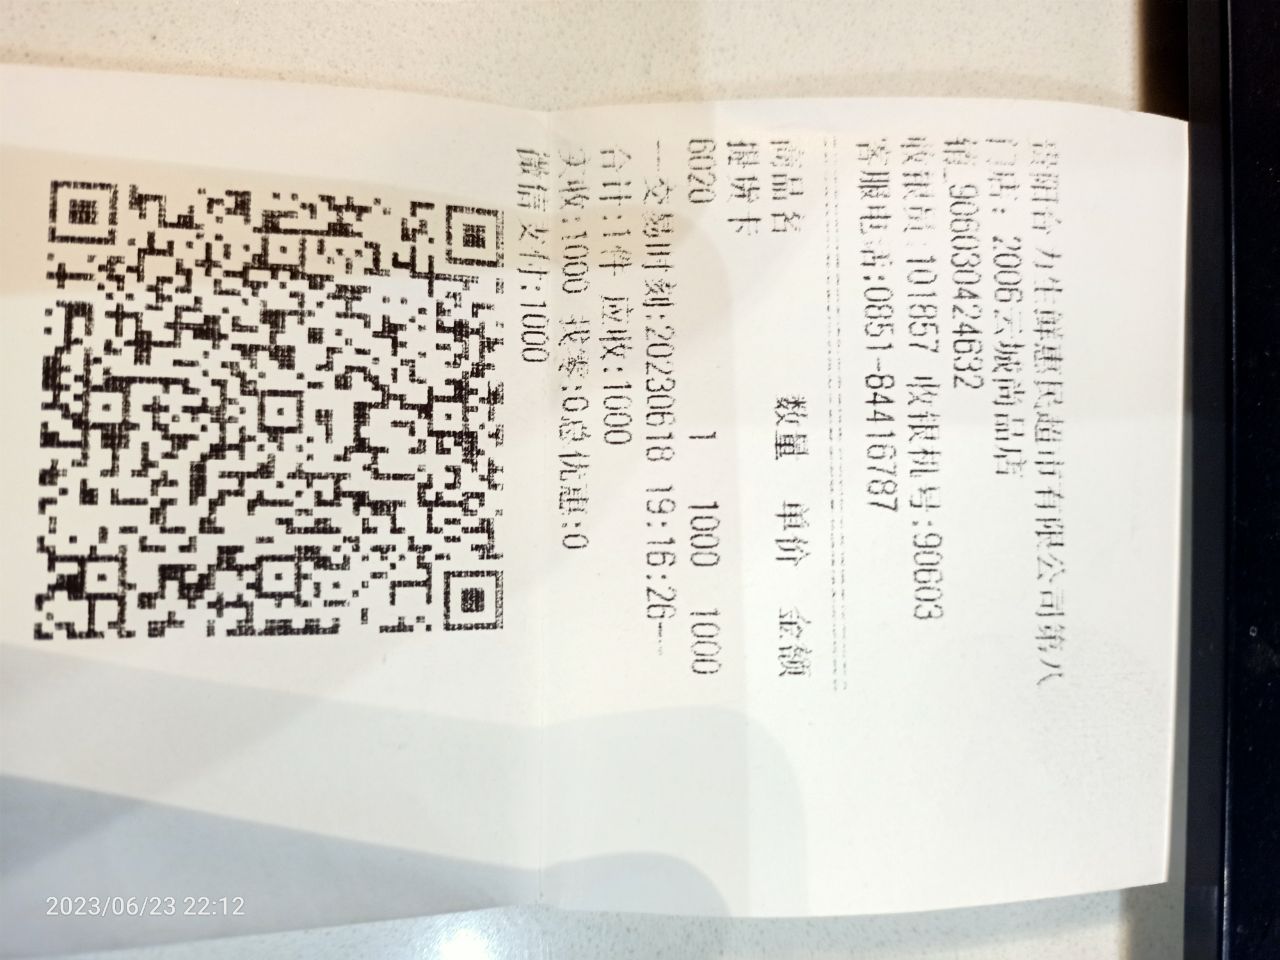 贵阳合力生鲜惠民超市有限公司第八
门店: 2006云城尚品店
销_906030424632
收银员:101857 收银机号:90603
客服电话:0851-84416787
商品名 数量 单价 金额
提货卡
6020 1 1000 1000
---交易时刻:20230618 19:16:26---
合计:1件 应收:1000
实收:1000 找零:0总优惠:0
微信支付:1000
2023/06/23 22:12